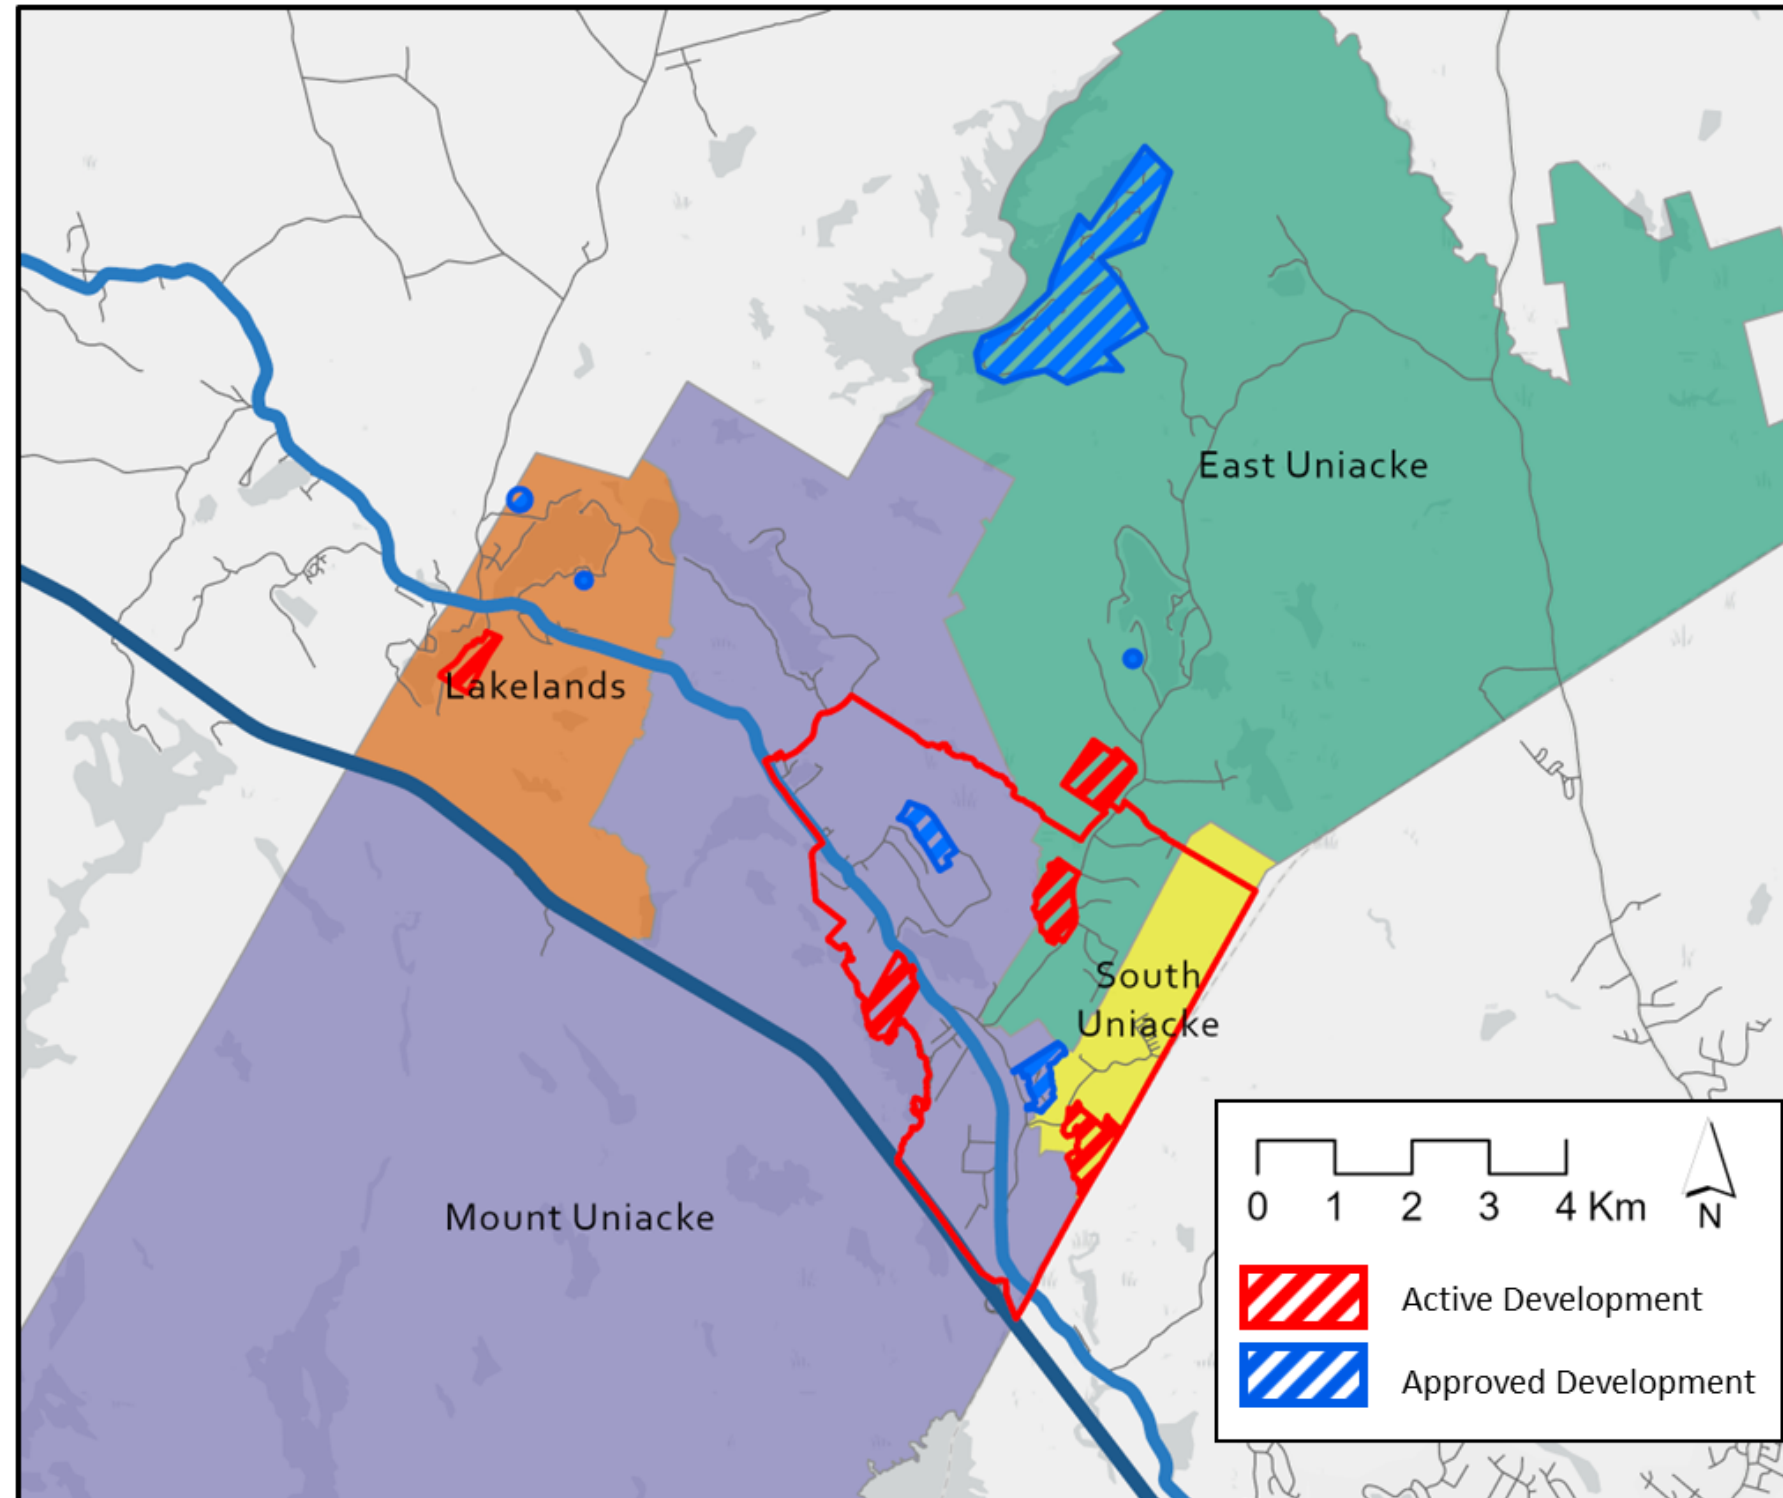 East Uniacke
Lakelands
South
Uniacke
Mount Uniacke
0 1 2 3 4 Km
N
Active Development
Approved Development